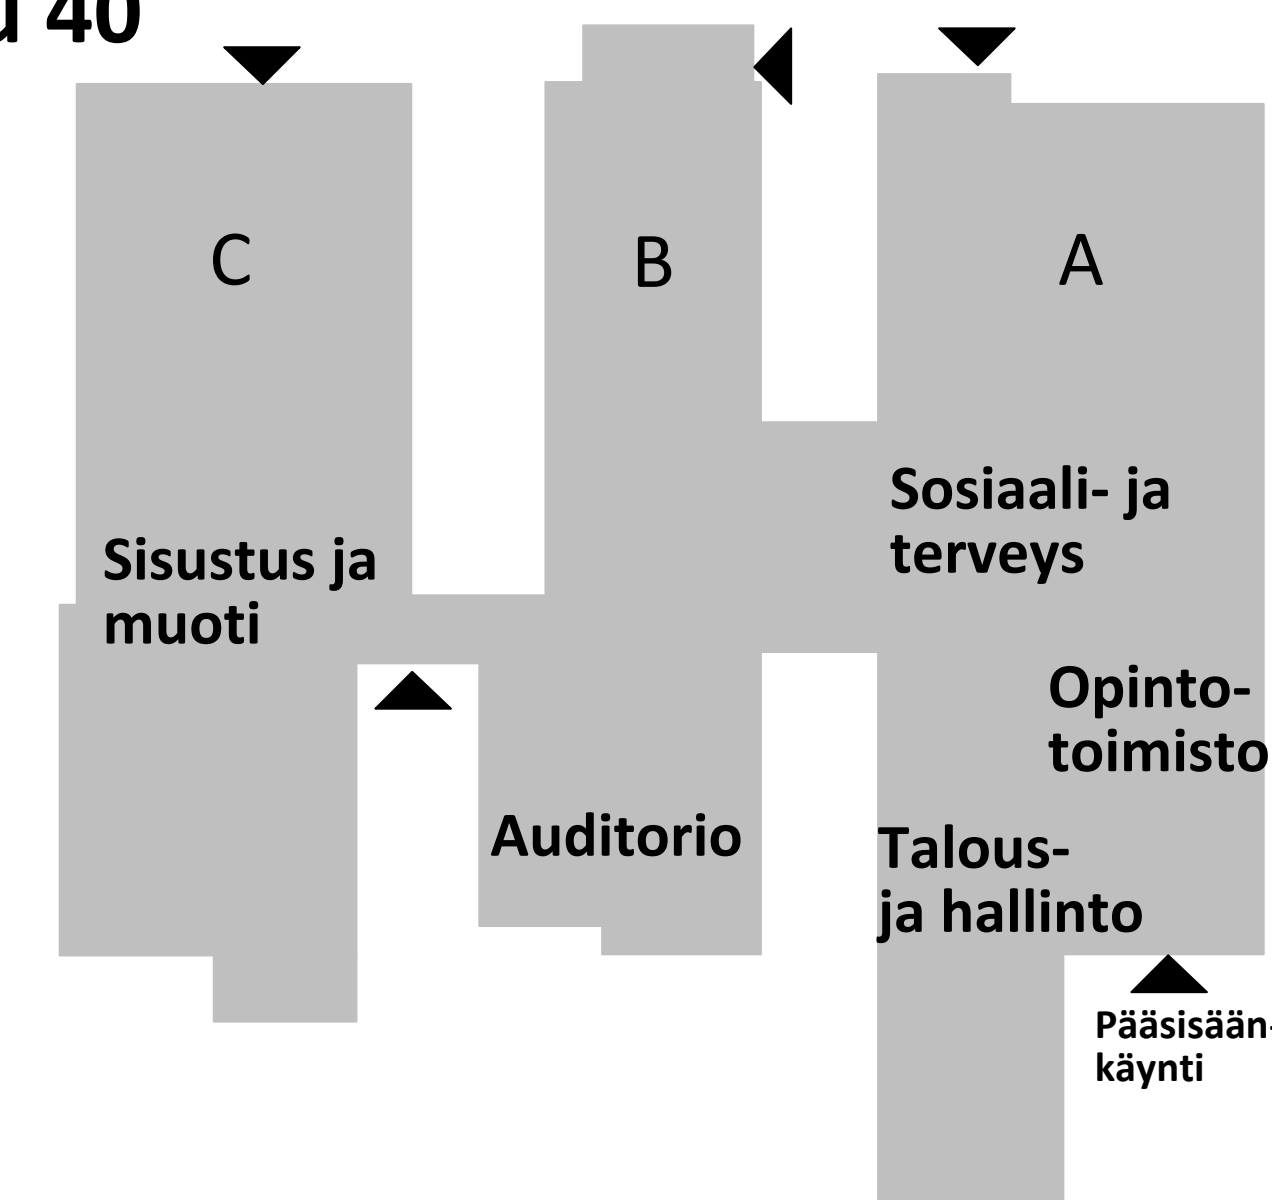 40
C
B
A
Sosiaali- ja
terveys
Sisustus ja
muoti
Opinto-
toimisto
Auditorio
Talous-
ja hallinto
Pääsisään-
käynti